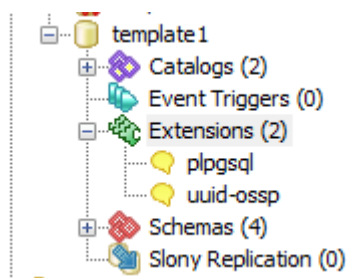 template1
Catalogs (2)
Event Triggers (0)
Extensions (2)
plpgsql
uuid-ossp
Schemas (4)
Slony Replication (0)